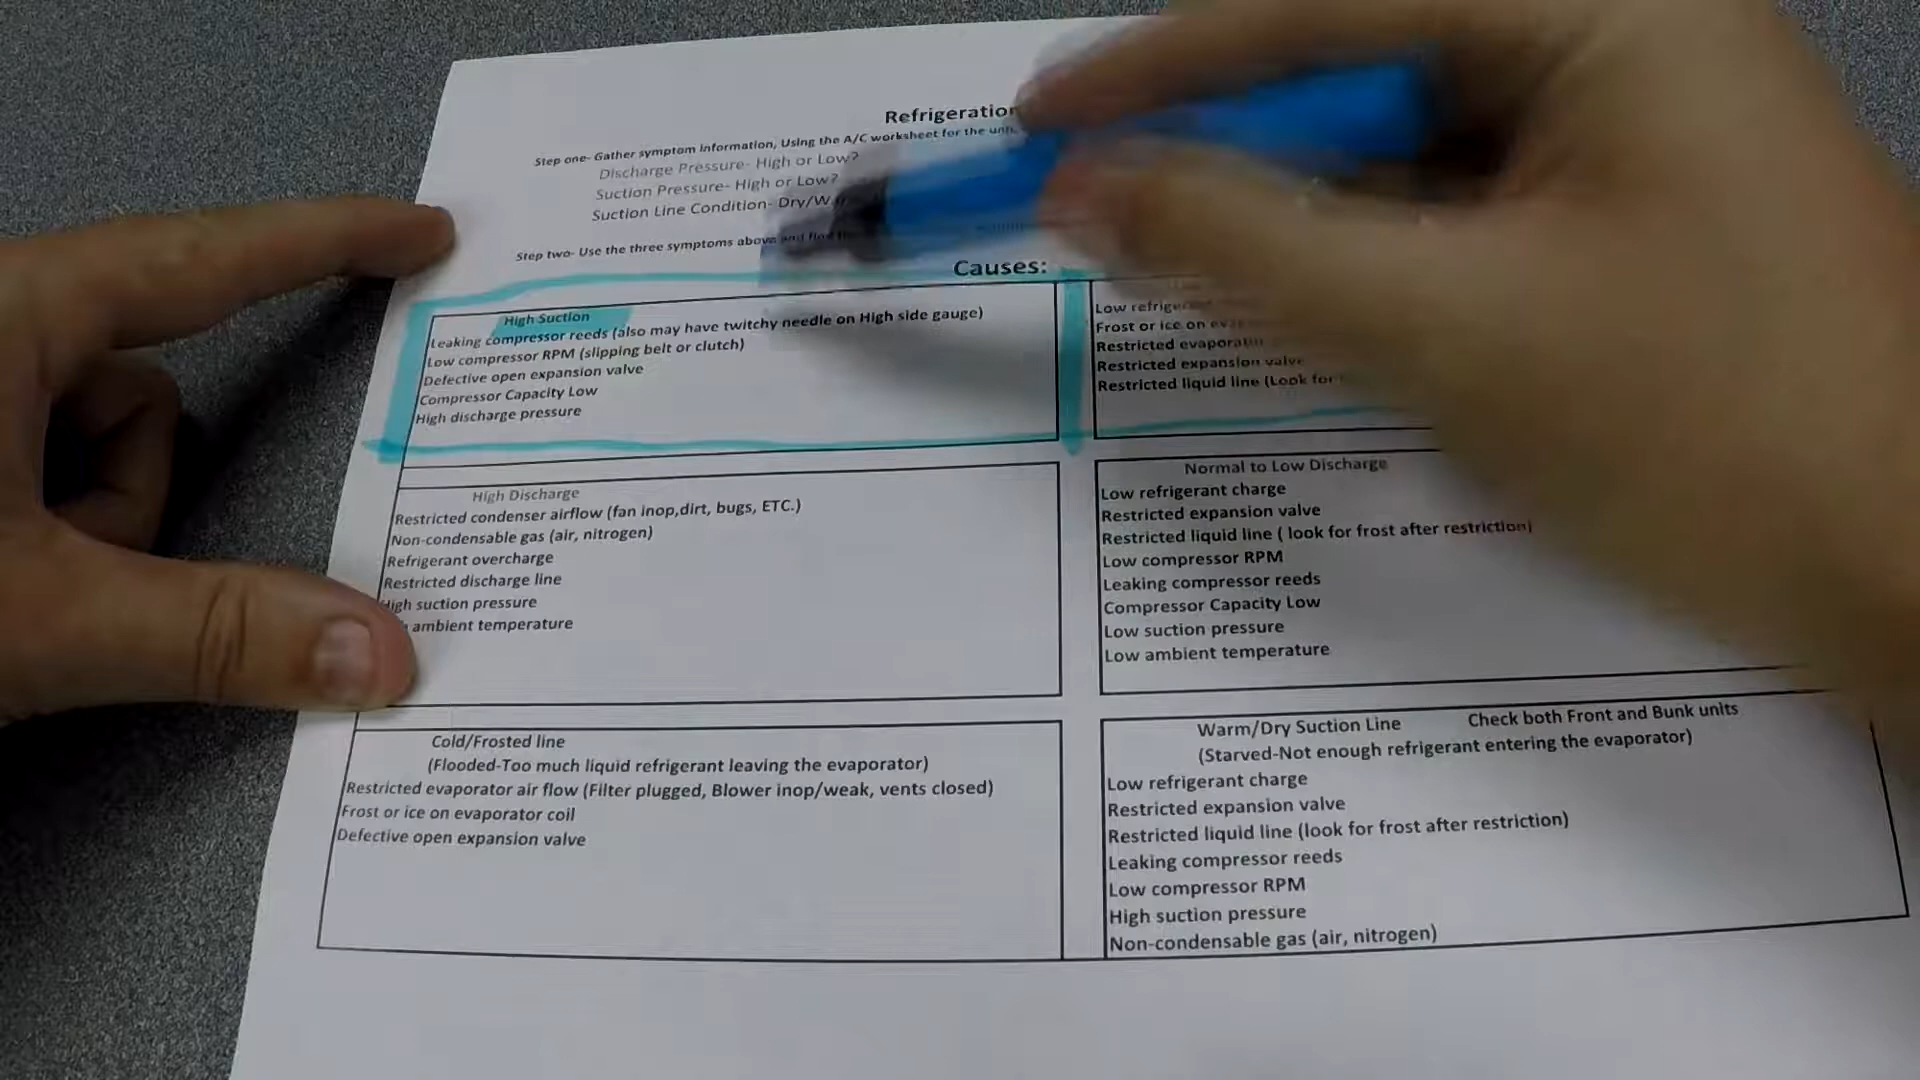 Refrigeration
Step one- Gather symptom information, Using the A/C worksheet for the unit.
Discharge Pressure- High or Low?
Suction Pressure- High or Low?
Suction Line Condition- Dry/W
Step two- Use the three symptoms above and find the
Causes:
High Suction
Leaking compressor reeds (also may have twitchy needle on High side gauge)
Low compressor RPM (slipping belt or clutch)
Defective open expansion valve
Compressor Capacity Low
High discharge pressure
Low refrige
Frost or ice on eva
Restricted evaporat
Restricted expansion valve
Restricted liquid line (Look for
High Discharge
Restricted condenser airflow (fan inop,dirt, bugs, ETC.)
Non-condensable gas (air, nitrogen)
Refrigerant overcharge
Restricted discharge line
High suction pressure
ambient temperature
Normal to Low Discharge
Low refrigerant charge
Restricted expansion valve
Restricted liquid line ( look for frost after restriction)
Low compressor RPM
Leaking compressor reeds
Compressor Capacity Low
Low suction pressure
Low ambient temperature
Cold/Frosted line
(Flooded-Too much liquid refrigerant leaving the evaporator)
Restricted evaporator air flow (Filter plugged, Blower inop/weak, vents closed)
Frost or ice on evaporator coil
Defective open expansion valve
Warm/Dry Suction Line Check both Front and Bunk units
(Starved-Not enough refrigerant entering the evaporator)
Low refrigerant charge
Restricted expansion valve
Restricted liquid line (look for frost after restriction)
Leaking compressor reeds
Low compressor RPM
High suction pressure
Non-condensable gas (air, nitrogen)